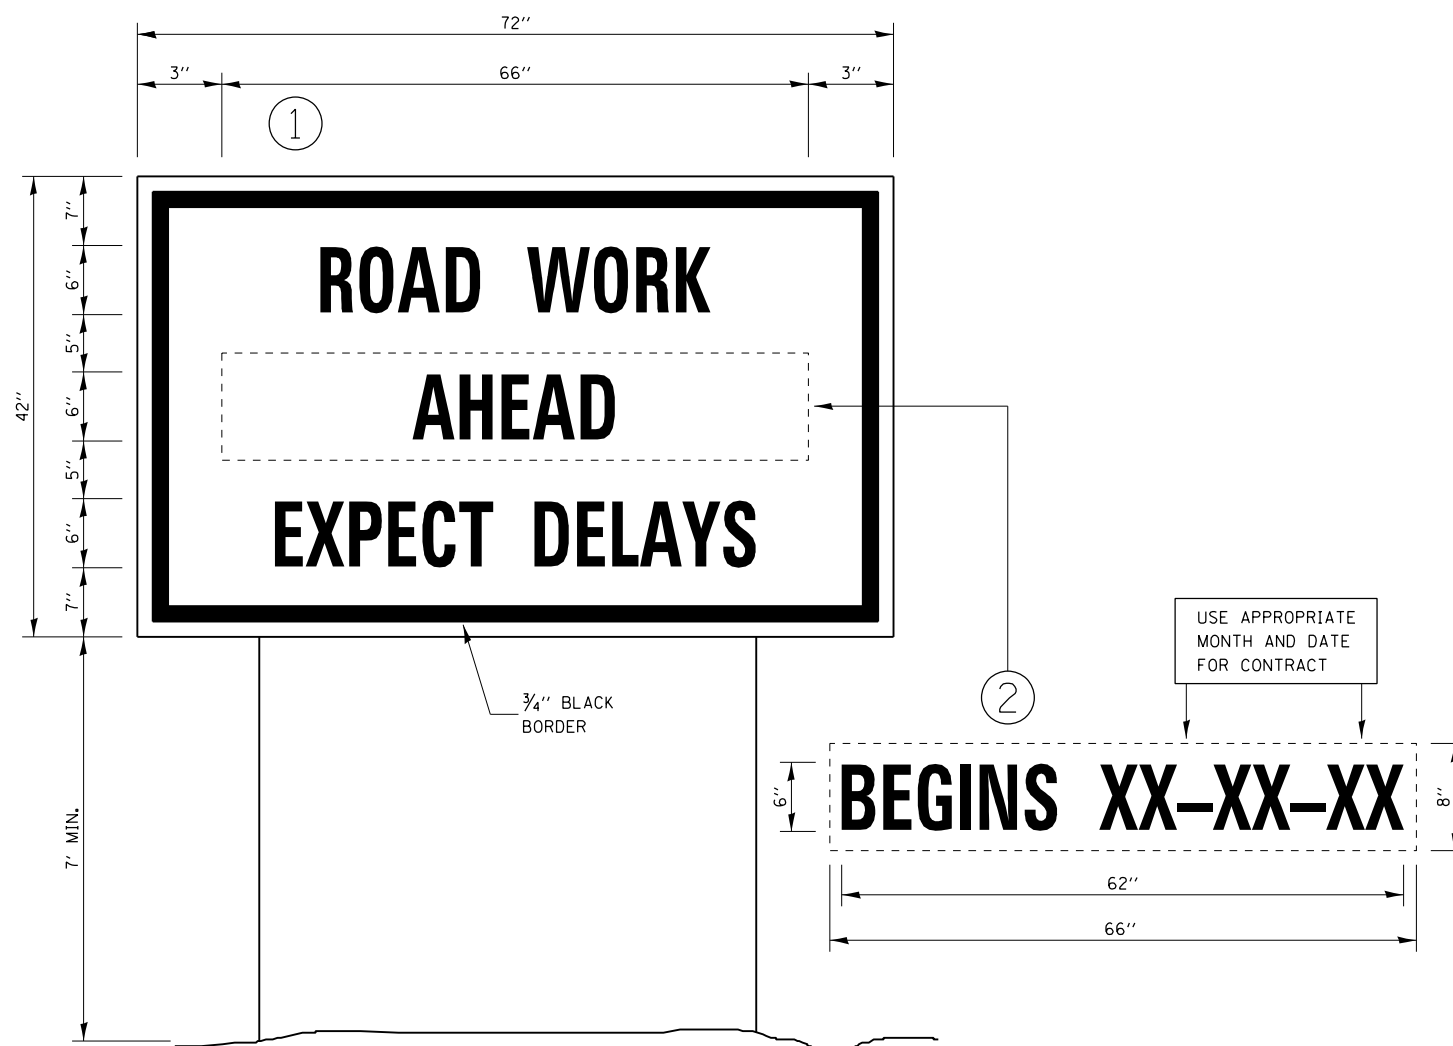 72''
3'' 66'' 3''
1
7''
6''
5''
6''
5''
6''
7''
42''
7' MIN.
ROAD WORK
AHEAD
EXPECT DELAYS
3/4'' BLACK
BORDER
2
USE APPROPRIATE
MONTH AND DATE
FOR CONTRACT
6''
BEGINS XX-XX-XX
8''
62''
66''